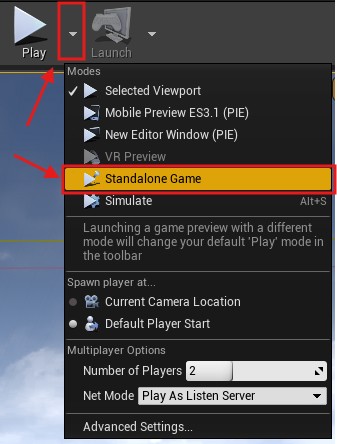 Play
Launch
Modes
Selected Viewport
Mobile Preview ES3.1 (PIE)
New Editor Window (PIE)
VR Preview
Standalone Game
Simulate Alt+S
Launching a game preview with a different
mode will change your default 'Play' mode in
the toolbar
Spawn player at...
Current Camera Location
Default Player Start
Multiplayer Options
Number of Players 2
Net Mode Play As Listen Server
Advanced Settings...